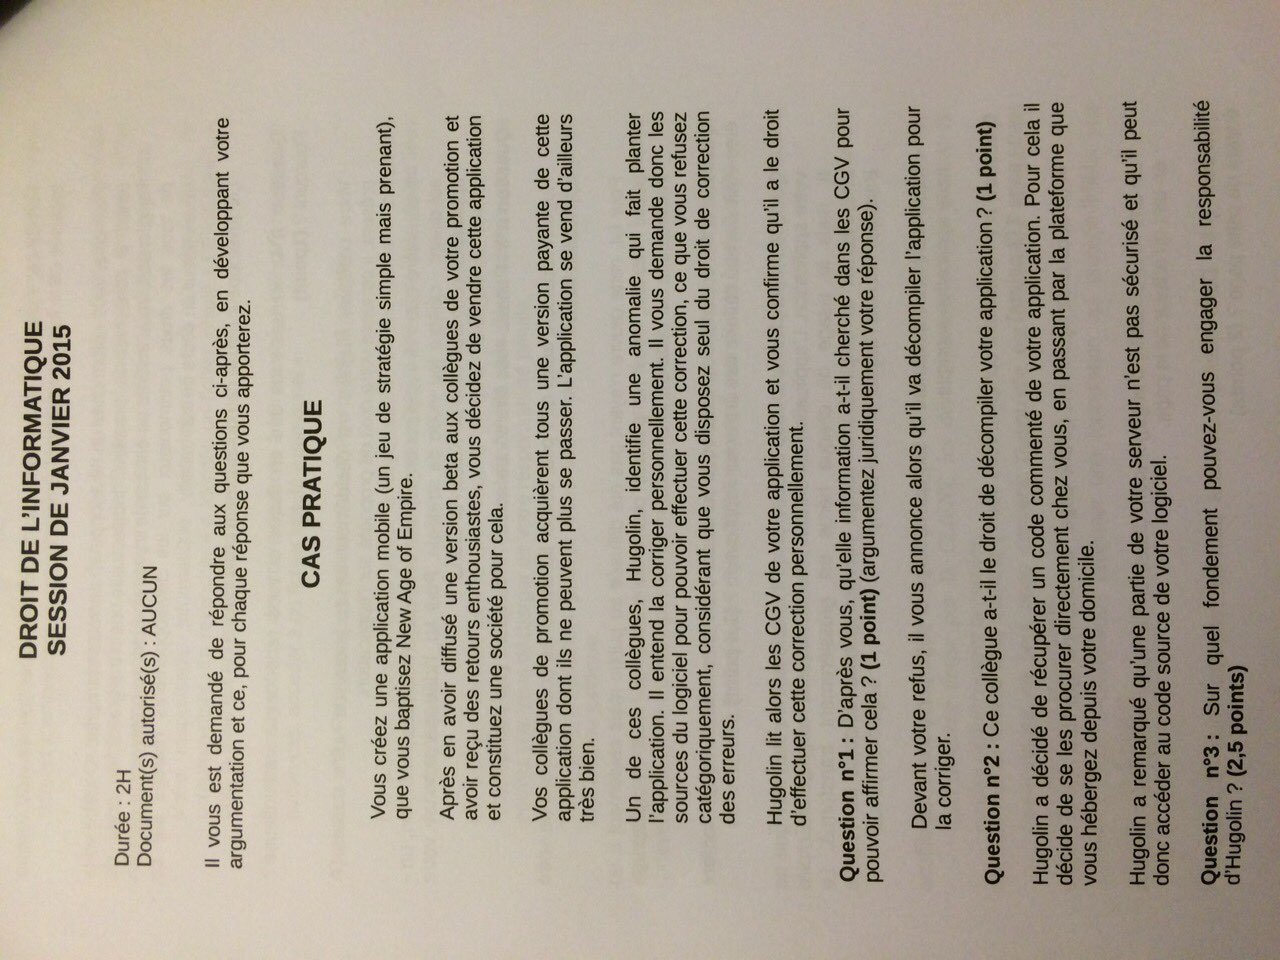 DROIT DE L'INFORMATIQUE
SESSION DE JANVIER 2015
Durée : 2H
Document(s) autorisé(s) : AUCUN
Il vous est demandé de répondre aux questions ci-après, en développant votre
argumentation et ce, pour chaque réponse que vous apporterez.
CAS PRATIQUE
Vous créez une application mobile (un jeu de stratégie simple mais prenant),
que vous baptisez New Age of Empire.
Après en avoir diffusé une version beta aux collègues de votre promotion et
avoir reçu des retours enthousiastes, vous décidez de vendre cette application
et constituez une société pour cela.
Vos collègues de promotion acquièrent tous une version payante de cette
application dont ils ne peuvent plus se passer. L'application se vend d'ailleurs
très bien.
Un de ces collègues, Hugolin, identifie une anomalie qui fait planter
l'application. Il entend la corriger personnellement. Il vous demande donc les
sources du logiciel pour pouvoir effectuer cette correction, ce que vous refusez
catégoriquement, considérant que vous disposez seul du droit de correction
des erreurs.
Hugolin lit alors les CGV de votre application et vous confirme qu'il a le droit
d'effectuer cette correction personnellement.
Question n°1 : D'après vous, qu'elle information a-t-il cherché dans les CGV pour
pouvoir affirmer cela ? (1 point) (argumentez juridiquement votre réponse).
Devant votre refus, il vous annonce alors qu'il va décompiler l'application pour
la corriger.
Question n°2 : Ce collègue a-t-il le droit de décompiler votre application ? (1 point)
Hugolin a décidé de récupérer un code commenté de votre application. Pour cela il
décide de se les procurer directement chez vous, en passant par la plateforme que
vous hébergez depuis votre domicile.
Hugolin a remarqué qu'une partie de votre serveur n'est pas sécurisé et qu'il peut
donc accéder au code source de votre logiciel.
Question n°3 : Sur quel fondement pouvez-vous engager la responsabilité
d'Hugolin ? (2,5 points)